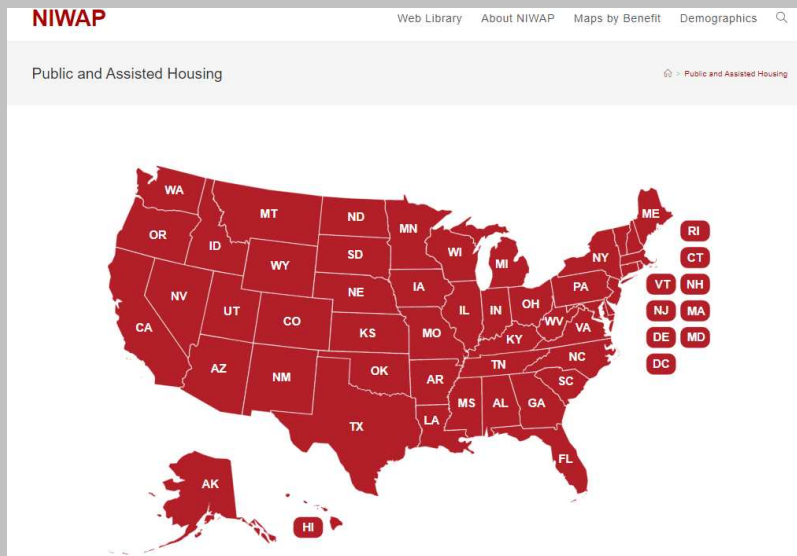 NIWAP
Web Library About NIWAP Maps by Benefit Demographics
Public and Assisted Housing
> Public and Assisted Housing
WA
MT
ND
MN
ME
OR
ID
SD
WI
MI
NY
RI
WY
CT
NV
NE
IA
PA
VT NH
UT
CO
IL
IN
OH
NJ MA
CA
KS
MO
WV
VA
DE MD
KY
AZ
NM
OK
TN
NC
DC
AR
SC
MS
AL
GA
TX
LA
FL
AK
HI